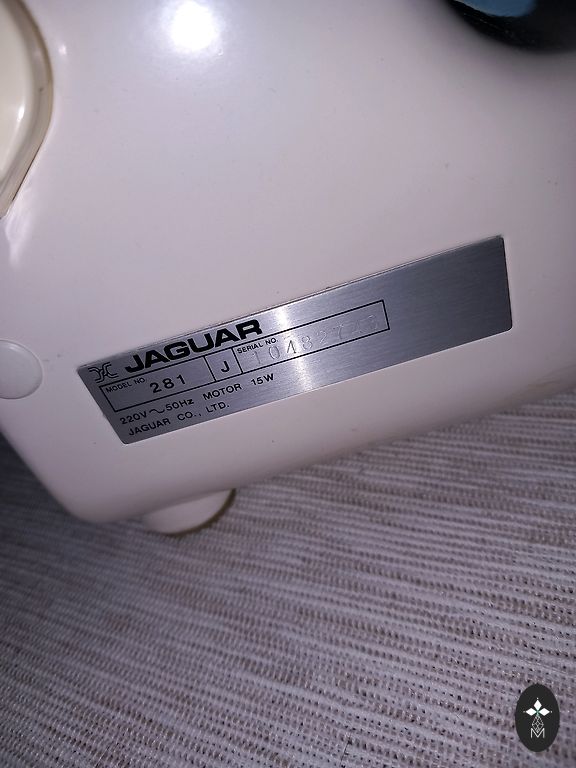 JAGUAR
MODEL NO. 281 J SERIAL NO.
220V～50Hz MOTOR 15W
JAGUAR CO., LTD.
M